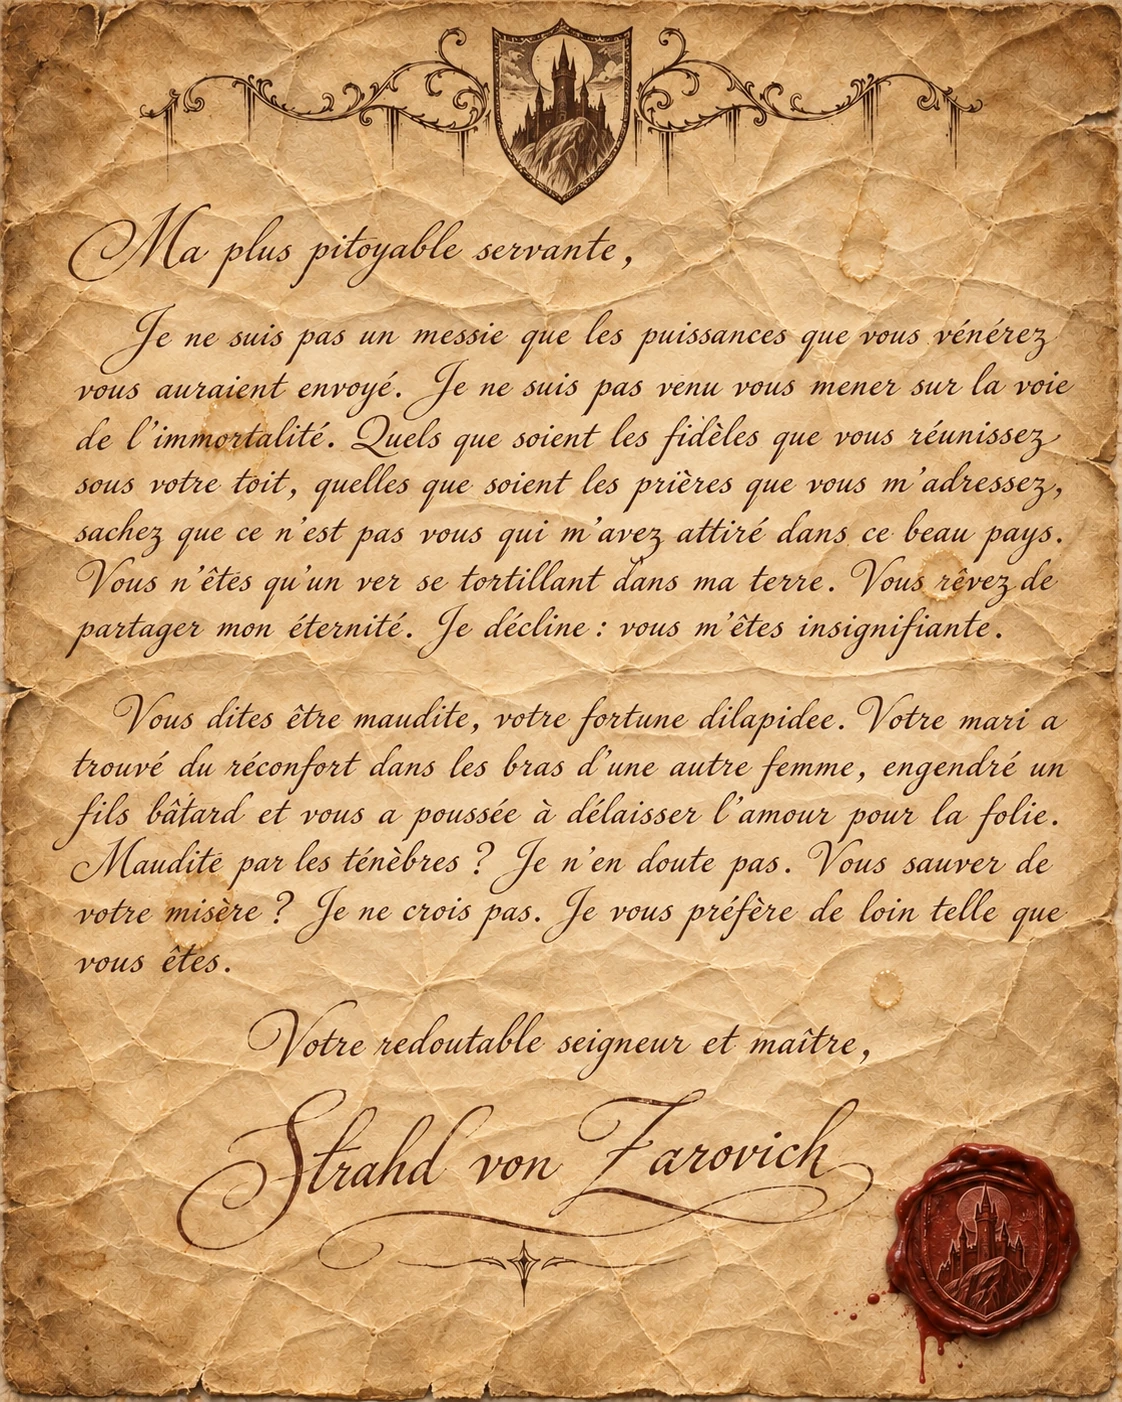 Ma plus pitoyable servante,
Je ne suis pas un messie que les puissances que vous vénérez
vous auraient envoyé. Je ne suis pas venu vous mener sur la voie
de l'immortalité. Quels que soient les fidèles que vous réunissez
sous votre toit, quelles que soient les prières que vous m'adressez,
sachez que ce n'est pas vous qui m'avez attiré dans ce beau pays.
Vous n'êtes qu'un ver se tortillant dans ma terre. Vous rêvez de
partager mon éternité. Je décline : vous m'êtes insignifiante.
Vous dites être maudite, votre fortune dilapidee. Votre mari a
trouvé du réconfort dans les bras d'une autre femme, engendré un
fils bâtard et vous a poussée à délaisser l'amour pour la folie.
Maudite par les ténèbres ? Je n'en doute pas. Vous sauver de
votre misère ? Je ne crois pas. Je vous préfère de loin telle que
vous êtes.
Votre redoutable seigneur et maître,
Strahd von Zarovich